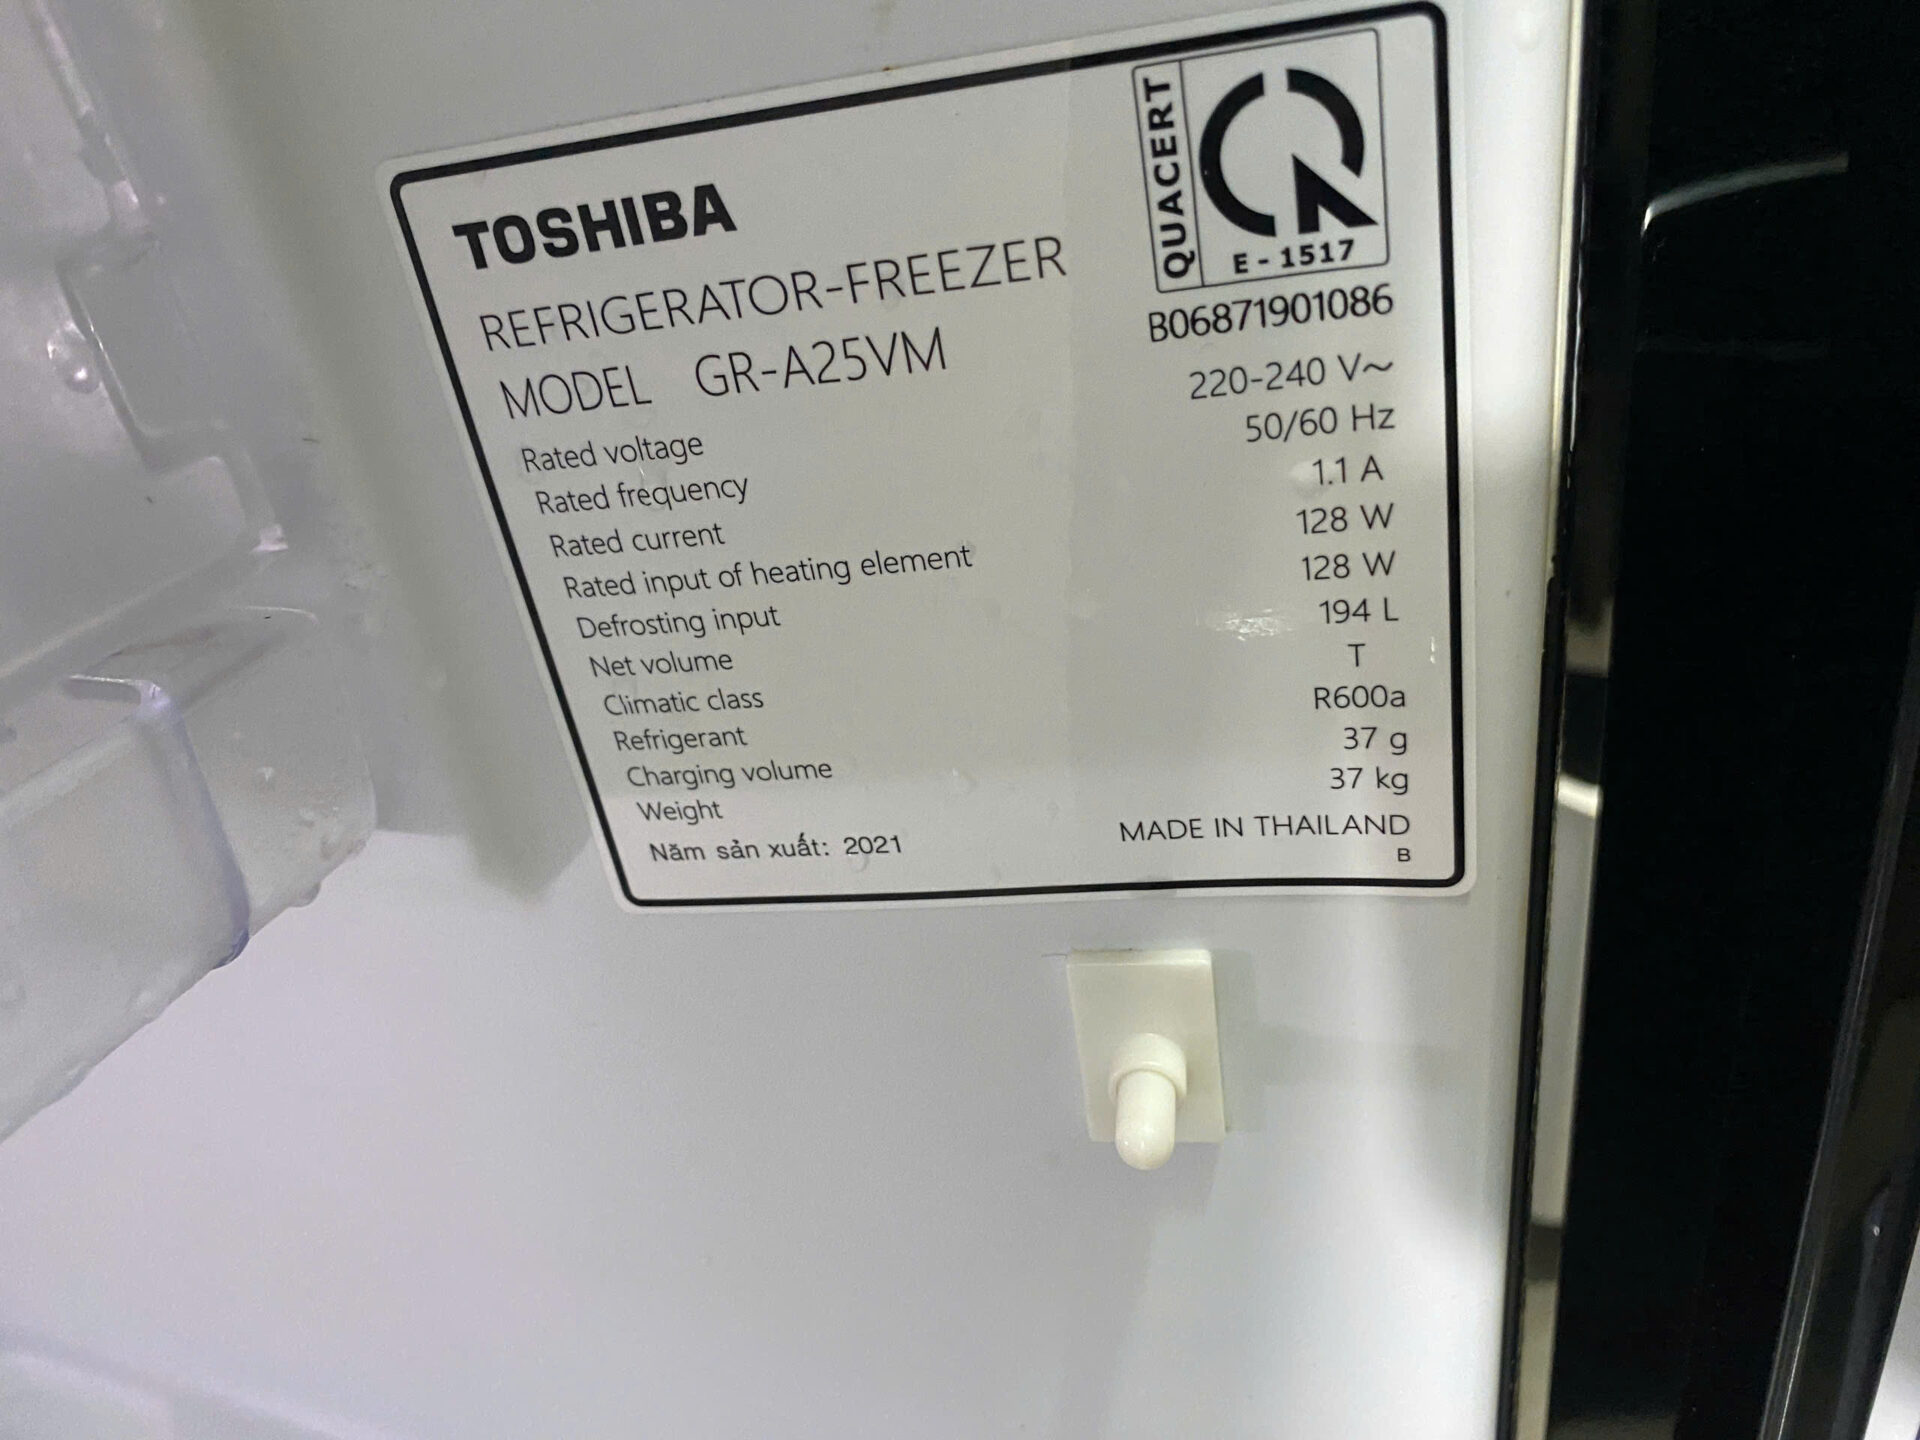 TOSHIBA
QUACERT
E - 1517
REFRIGERATOR-FREEZER
B06871901086
MODEL GR-A25VM
Rated voltage 220-240 V~
Rated frequency 50/60 Hz
Rated current 1.1 A
Rated input of heating element 128 W
Defrosting input 128 W
Net volume 194 L
Climatic class T
Refrigerant R600a
Charging volume 37 g
Weight 37 kg
Năm sản xuất: 2021 MADE IN THAILAND
B